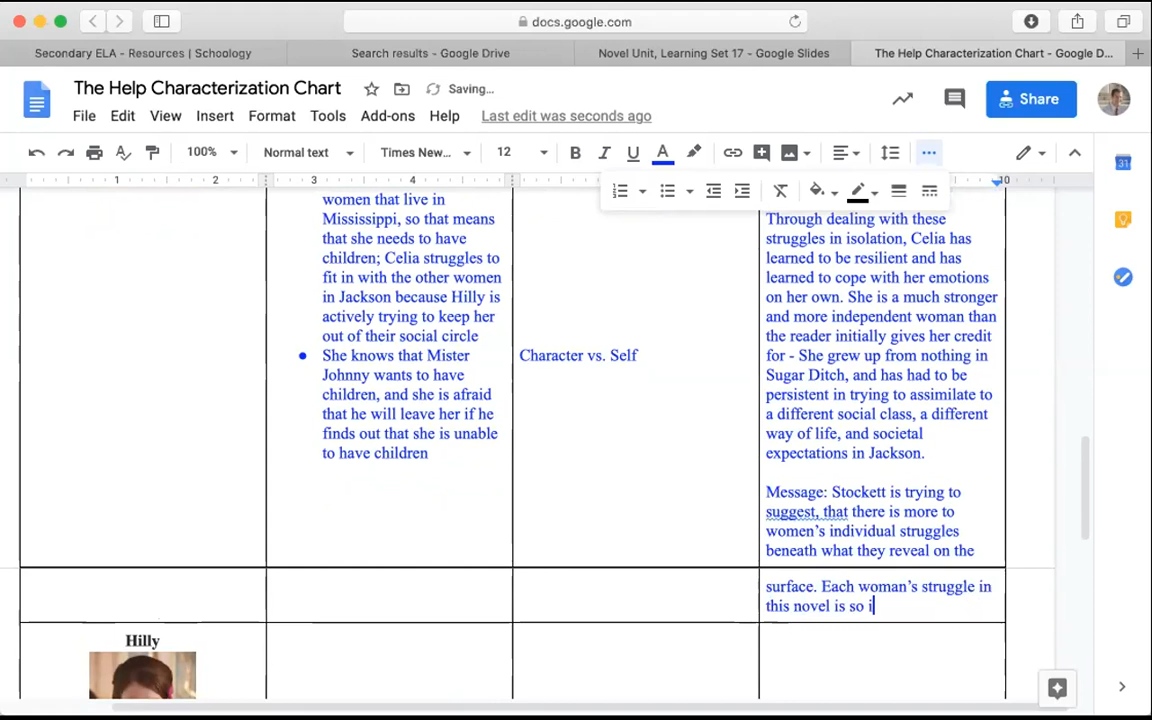 docs.google.com
Secondary ELA - Resources | Schoology
Search results - Google Drive
Novel Unit, Learning Set 17 - Google Slides
The Help Characterization Chart - Google D...
The Help Characterization Chart
Saving...
File Edit View Insert Format Tools Add-ons Help Last edit was seconds ago
Share
100% Normal text Times New... 12 B I U A
1 2 3 4 5 10
women that live in
Mississippi, so that means
that she needs to have
children; Celia struggles to
fit in with the other women
in Jackson because Hilly is
actively trying to keep her
out of their social circle
She knows that Mister
Johnny wants to have
children, and she is afraid
that he will leave her if he
finds out that she is unable
to have children
Character vs. Self
Through dealing with these
struggles in isolation, Celia has
learned to be resilient and has
learned to cope with her emotions
on her own. She is a much stronger
and more independent woman than
the reader initially gives her credit
for - She grew up from nothing in
Sugar Ditch, and has had to be
persistent in trying to assimilate to
a different social class, a different
way of life, and societal
expectations in Jackson.
Message: Stockett is trying to
suggest, that there is more to
women’s individual struggles
beneath what they reveal on the
surface. Each woman’s struggle in
this novel is so i
Hilly
31